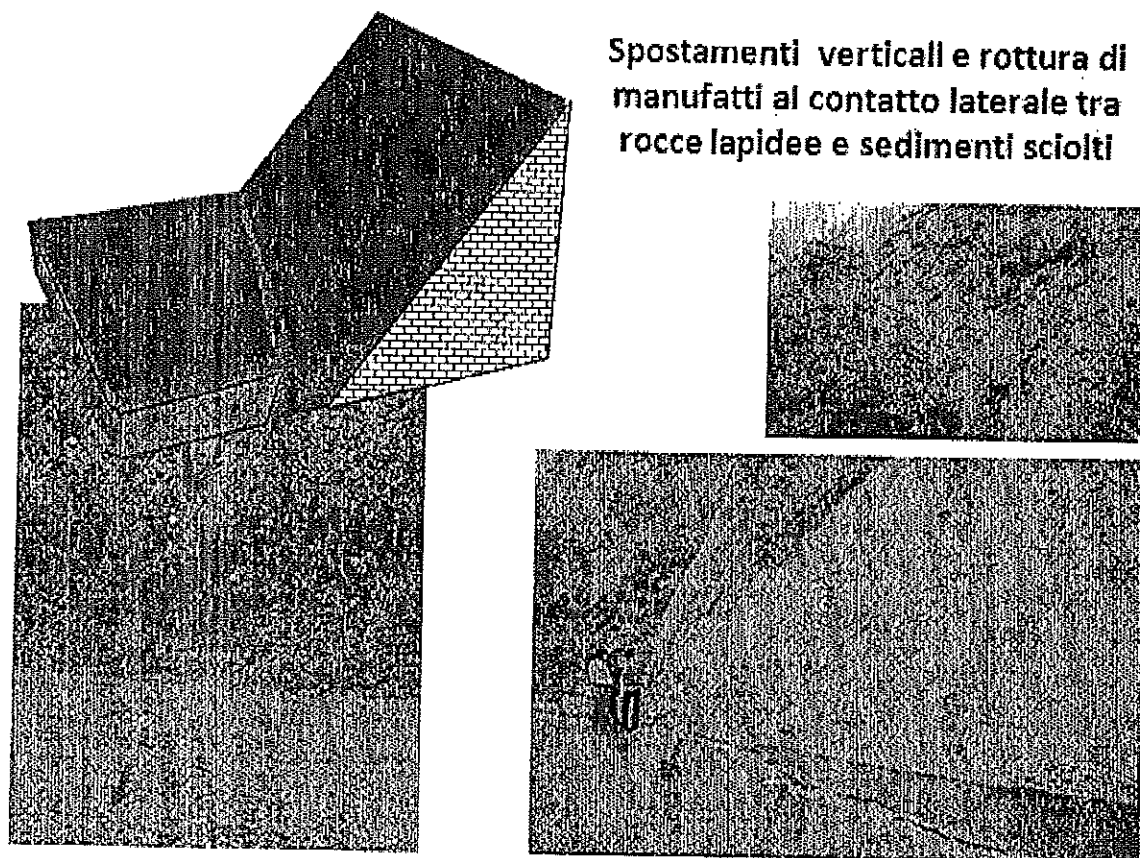 Spostamenti verticali e rottura di
manufatti al contatto laterale tra
rocce lapidee e sedimenti sciolti